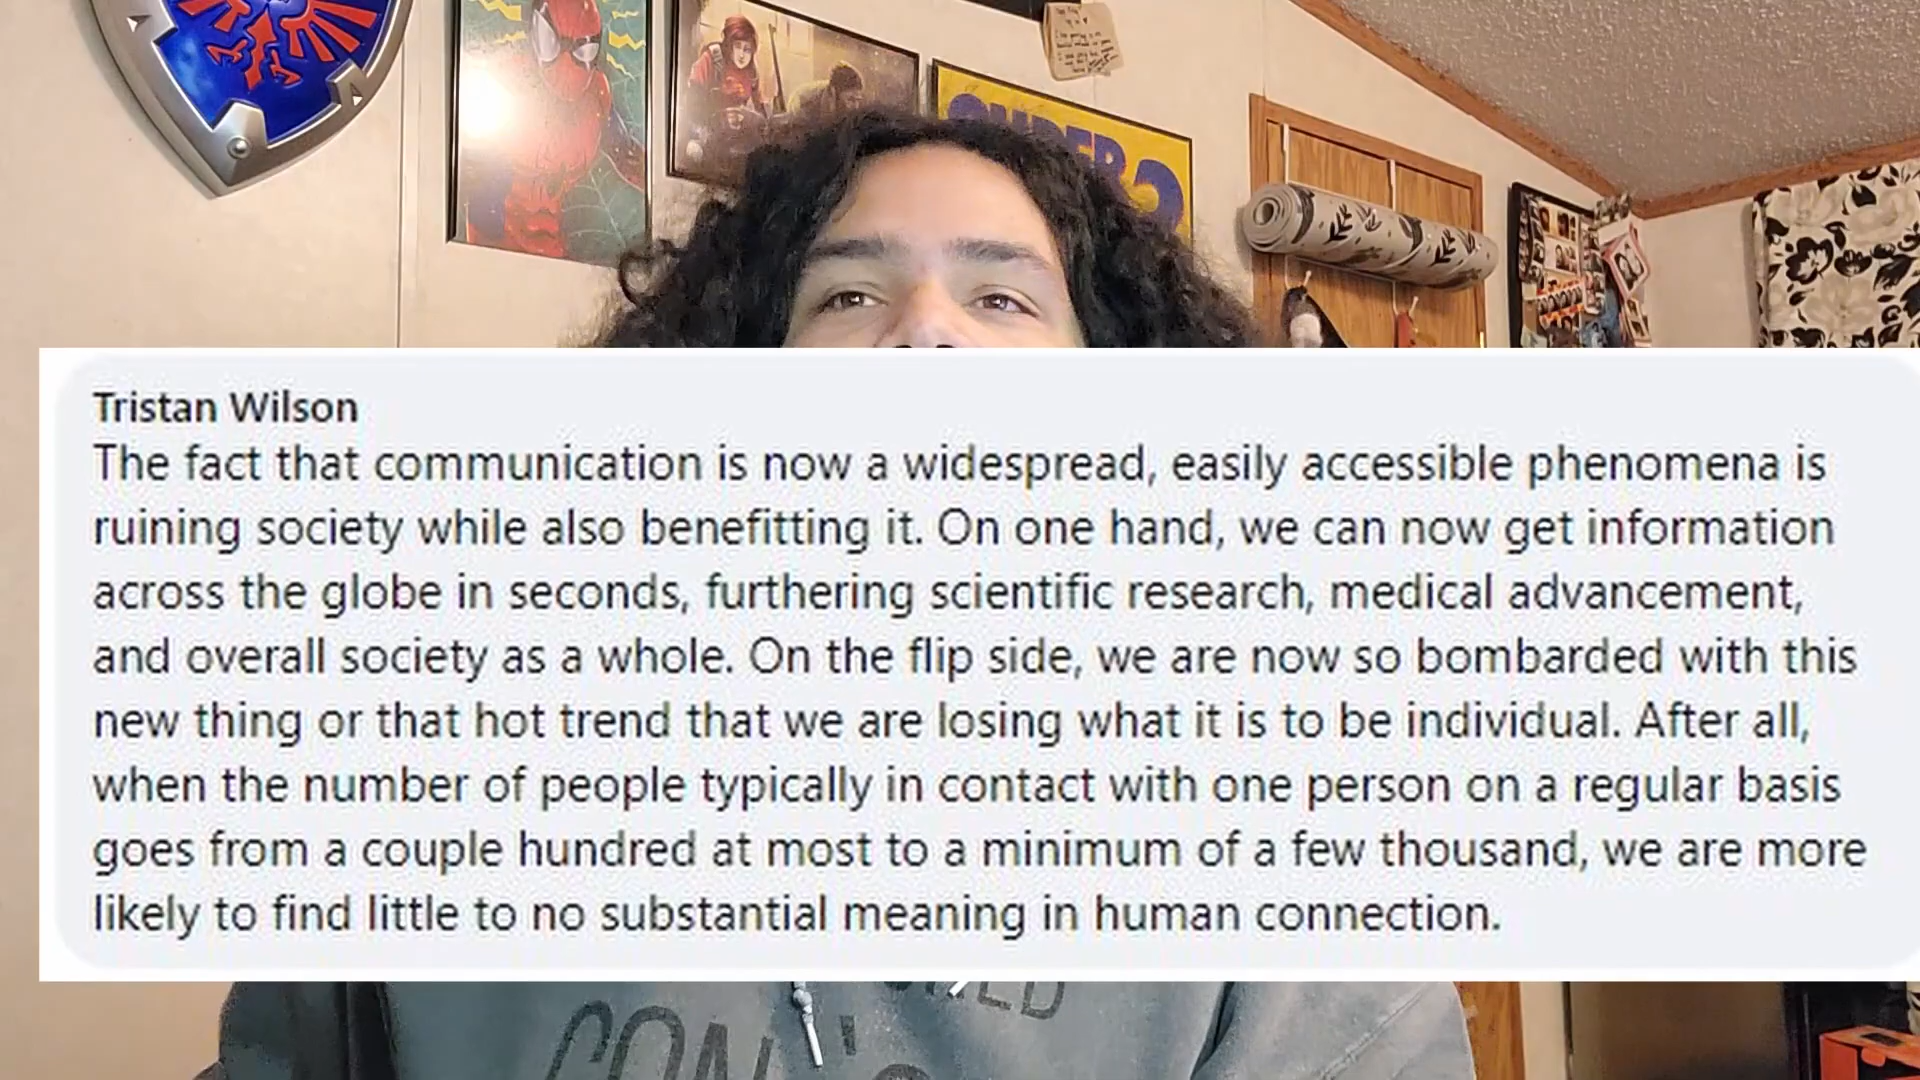 SUPER
Tristan Wilson
The fact that communication is now a widespread, easily accessible phenomena is
ruining society while also benefitting it. On one hand, we can now get information
across the globe in seconds, furthering scientific research, medical advancement,
and overall society as a whole. On the flip side, we are now so bombarded with this
new thing or that hot trend that we are losing what it is to be individual. After all,
when the number of people typically in contact with one person on a regular basis
goes from a couple hundred at most to a minimum of a few thousand, we are more
likely to find little to no substantial meaning in human connection.